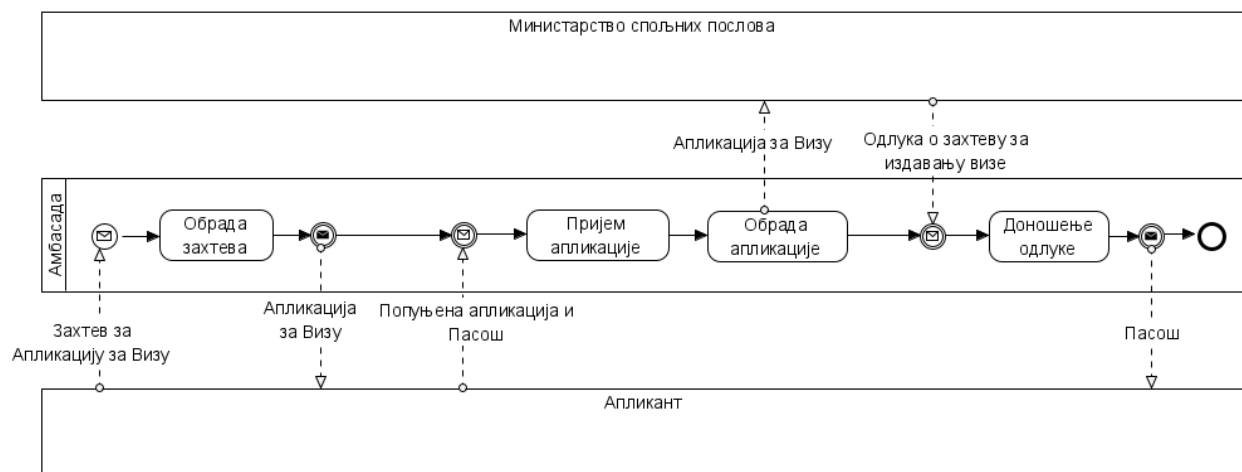 Министарство спољних послова
Апликација за Визу
Одлука о захтеву за
издавању визе
Амбасада
Обрада
захтева
Пријем
апликације
Обрада
апликације
Доношење
одлуке
Захтев за
Апликацију за Визу
Апликација
за Визу
Попуњена апликација и
Пасош
Пасош
Апликант